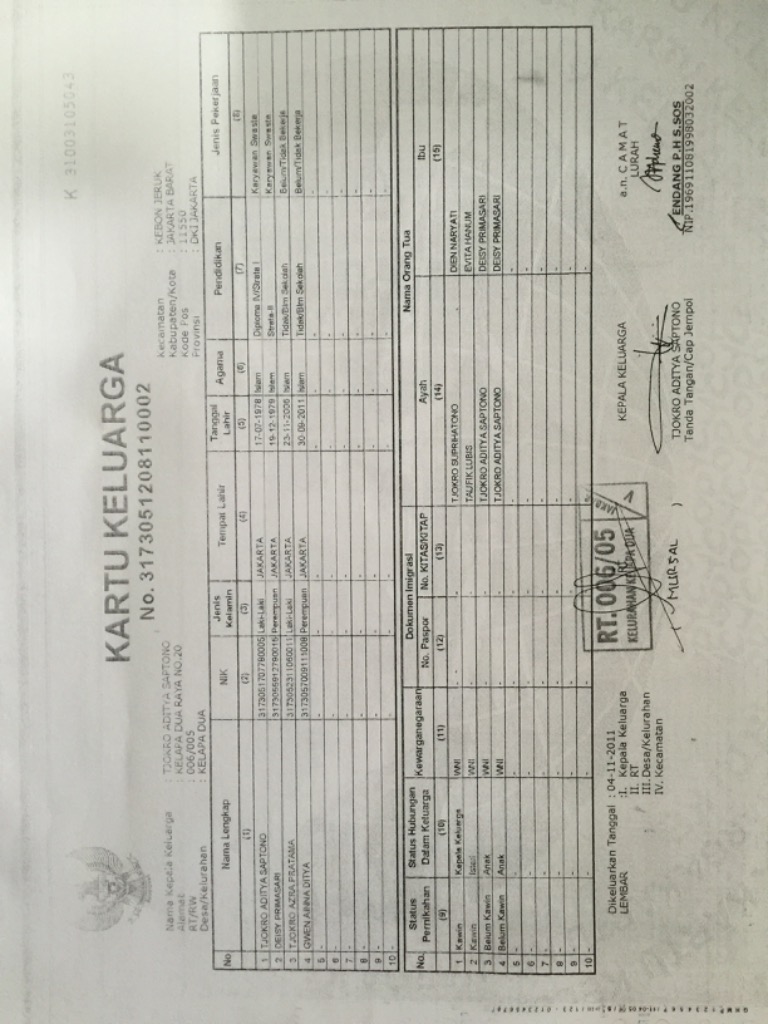 K 31003105043
KARTU KELUARGA
No. 3173051208110002
Nama Kepala Keluarga : TJOKRO ADITYA SAPTONO
Alamat : KELAPA DUA RAYA NO.20
RT/RW : 006/005
Desa/Kelurahan : KELAPA DUA
Kecamatan : KEBON JERUK
Kabupaten/Kota : JAKARTA BARAT
Kode Pos : 11550
Provinsi : DKI JAKARTA
No Nama Lengkap NIK Jenis Kelamin Tempat Lahir Tanggal Lahir Agama Pendidikan Jenis Pekerjaan
(1) (2) (3) (4) (5) (6) (7) (8)
1 TJOKRO ADITYA SAPTONO 3173051707780005 Laki-Laki JAKARTA 17-07-1978 Islam Diploma IV/Strata I Karyawan Swasta
2 DEISY PRIMASARI Perempuan JAKARTA 19-12-1979 Islam Strata-II Karyawan Swasta
3 TJOKRO AZRA PRATAMA 3173052311060011 Laki-Laki JAKARTA 23-11-2006 Islam Tidak/Blm Sekolah Belum/Tidak Bekerja
4 GWEN ADITYA 3173057009111008 Perempuan JAKARTA 30-09-2011 Islam Tidak/Blm Sekolah Belum/Tidak Bekerja
5 - - - - - - - -
6 - - - - - - - -
7 - - - - - - - -
8 - - - - - - - -
9 - - - - - - - -
10 - - - - - - - -
No. Status Pernikahan Status Hubungan Dalam Keluarga Kewarganegaraan Dokumen Imigrasi Nama Orang Tua
No. Paspor No. KITAS/KITAP Ayah Ibu
(9) (10) (11) (12) (13) (14) (15)
1 Kawin Kepala Keluarga WNI - - TJOKRO SUPRIHATONO DIEN NARYATI
2 Kawin Istri WNI TAUFIK LUBIS EVITA HANUM
3 Belum Kawin Anak WNI TJOKRO ADITYA SAPTONO DEISY PRIMASARI
4 Belum Kawin Anak WNI TJOKRO ADITYA SAPTONO DEISY PRIMASARI
5 - - - - - - -
6 - - - - - - -
7 - - - - - - -
8 - - - - - - -
9 - - - - - - -
10 - - - - - - -
Dikeluarkan Tanggal : 04-11-2011
LEMBAR :I. Kepala Keluarga
II. RT
III. Desa/Kelurahan
IV. Kecamatan
RT. 006/05
KELURAHAN KELAPA DUA
MURSAL )
KEPALA KELUARGA
TJOKRO ADITYA SAPTONO
Tanda Tangan/Cap Jempol
a.n. C A M A T
LURAH
ENDANG P.H S.SOS
NIP.196911081998032002